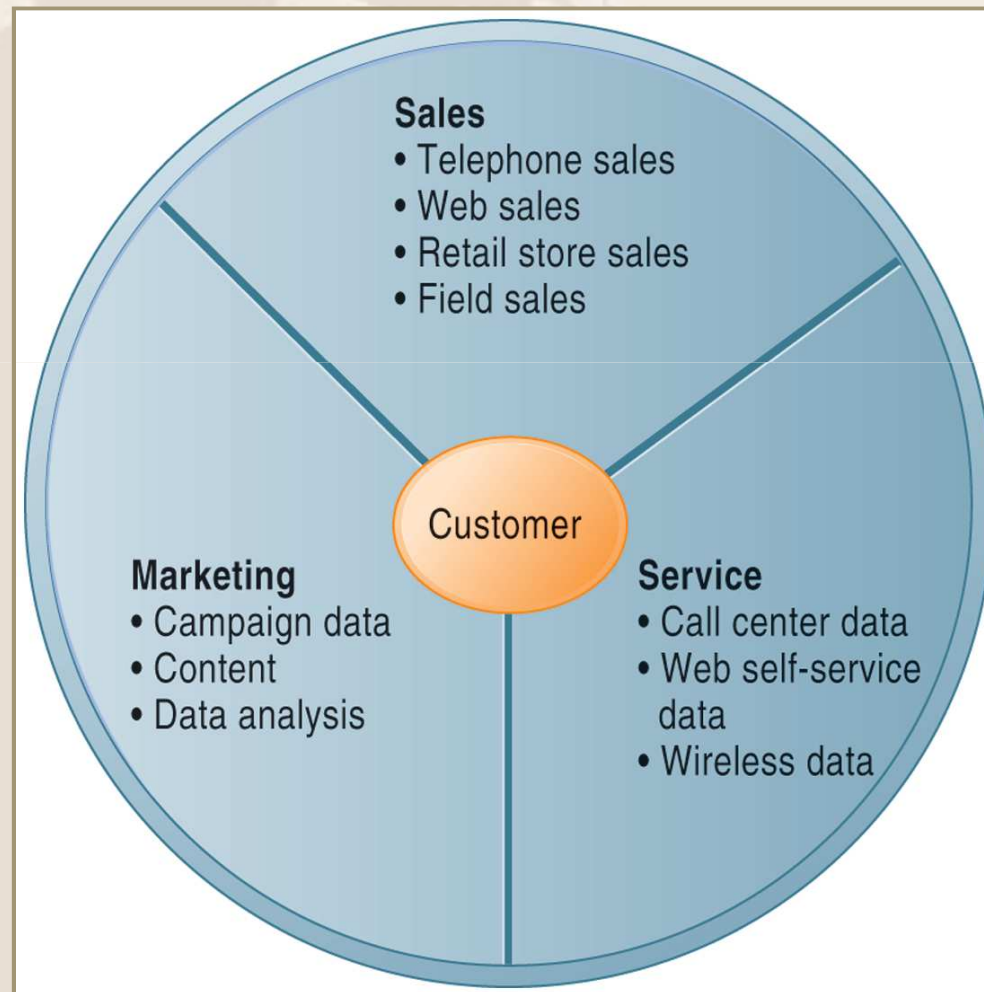 Sales
• Telephone sales
• Web sales
• Retail store sales
• Field sales
Customer
Marketing
• Campaign data
• Content
• Data analysis
Service
• Call center data
• Web self-service
data
• Wireless data